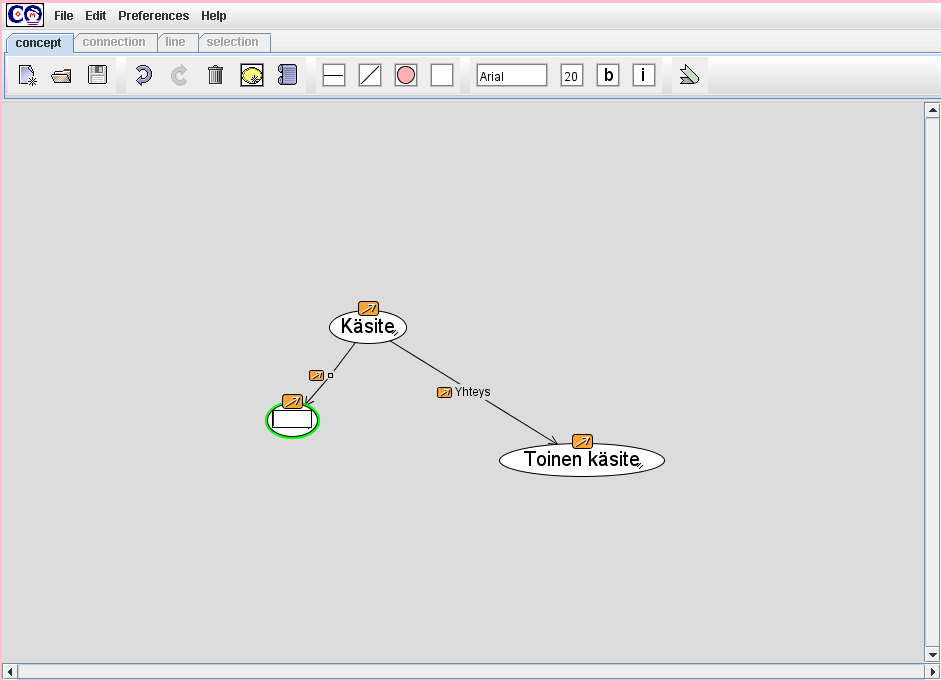 File Edit Preferences Help
concept connection line selection
Arial 20 b i
Käsite
Yhteys
Toinen käsite